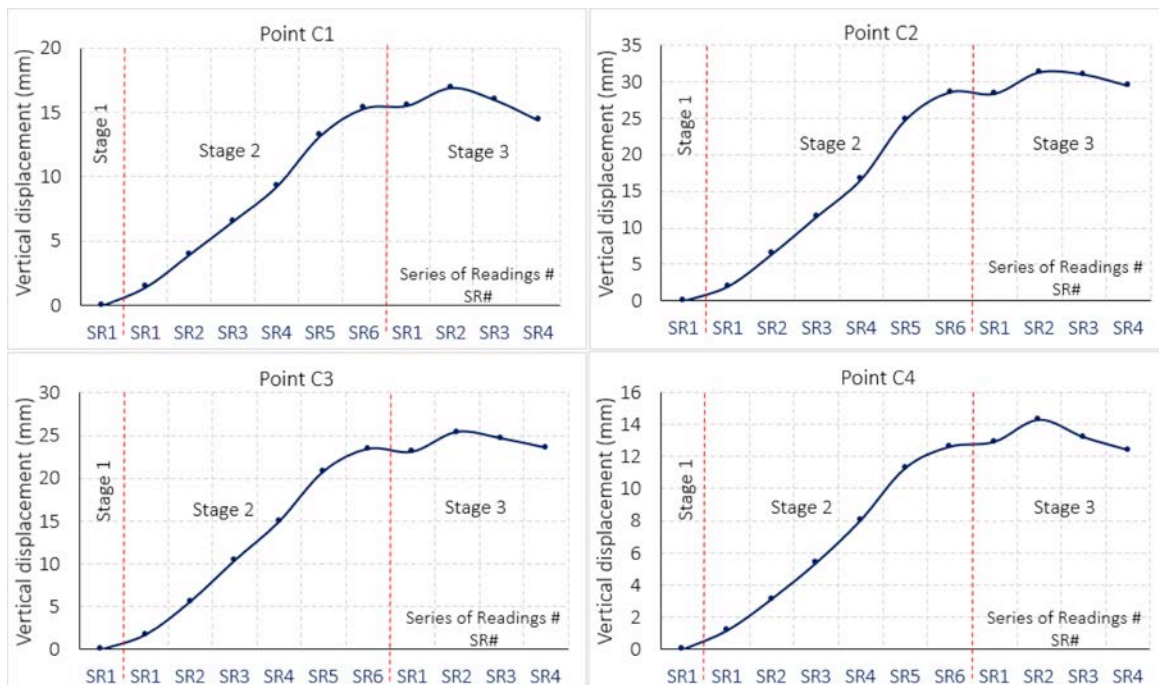 Point C1
Vertical displacement (mm)
20
15
10
5
0
Stage 1
Stage 2
Stage 3
Series of Readings #
SR#
SR1 SR1 SR2 SR3 SR4 SR5 SR6 SR1 SR2 SR3 SR4
Point C2
Vertical displacement (mm)
35
30
25
20
15
10
5
0
Stage 1
Stage 2
Stage 3
Series of Readings #
SR#
SR1 SR1 SR2 SR3 SR4 SR5 SR6 SR1 SR2 SR3 SR4
Point C3
Vertical displacement (mm)
30
25
20
15
10
5
0
Stage 1
Stage 2
Stage 3
Series of Readings #
SR#
SR1 SR1 SR2 SR3 SR4 SR5 SR6 SR1 SR2 SR3 SR4
Point C4
Vertical displacement (mm)
16
14
12
10
8
6
4
2
0
Stage 1
Stage 2
Stage 3
Series of Readings #
SR#
SR1 SR1 SR2 SR3 SR4 SR5 SR6 SR1 SR2 SR3 SR4